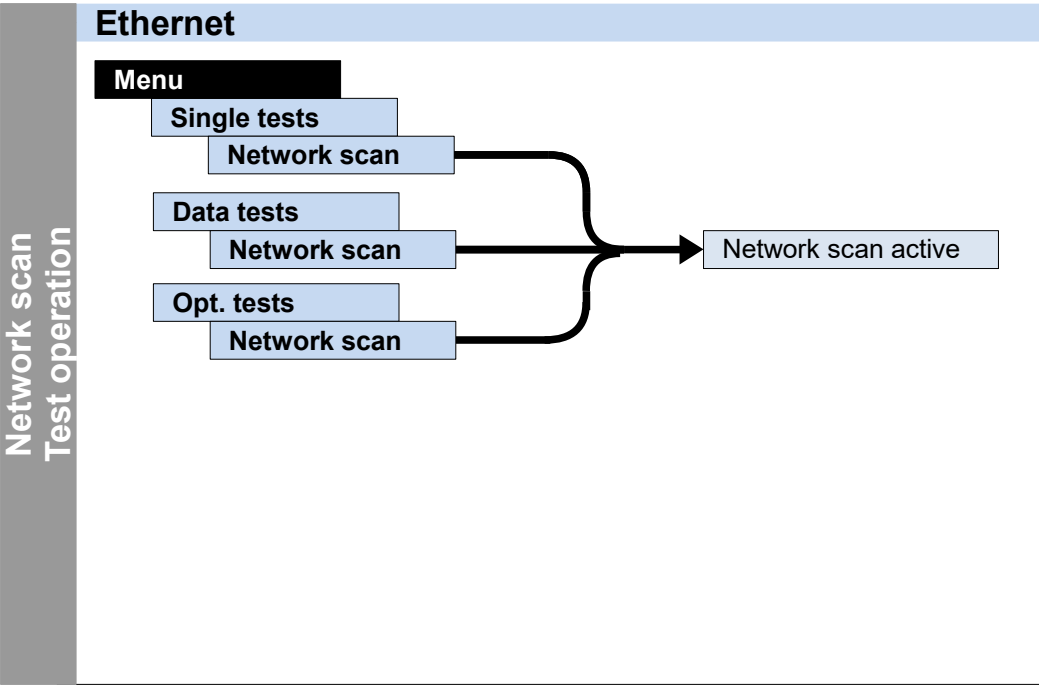 Ethernet
Menu
Single tests
Network scan
Data tests
Network scan
Network scan active
Opt. tests
Network scan
Network scan
Test operation